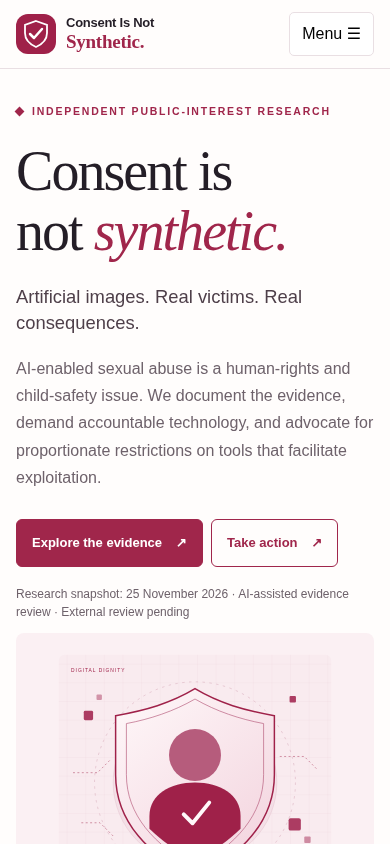 Consent Is Not
Synthetic.
Menu ☰
INDEPENDENT PUBLIC-INTEREST RESEARCH
Consent is
not synthetic.
Artificial images. Real victims. Real
consequences.
AI-enabled sexual abuse is a human-rights and
child-safety issue. We document the evidence,
demand accountable technology, and advocate for
proportionate restrictions on tools that facilitate
exploitation.
Explore the evidence ↗
Take action ↗
Research snapshot: 25 November 2026 · AI-assisted evidence
review · External review pending
DIGITAL DIGNITY